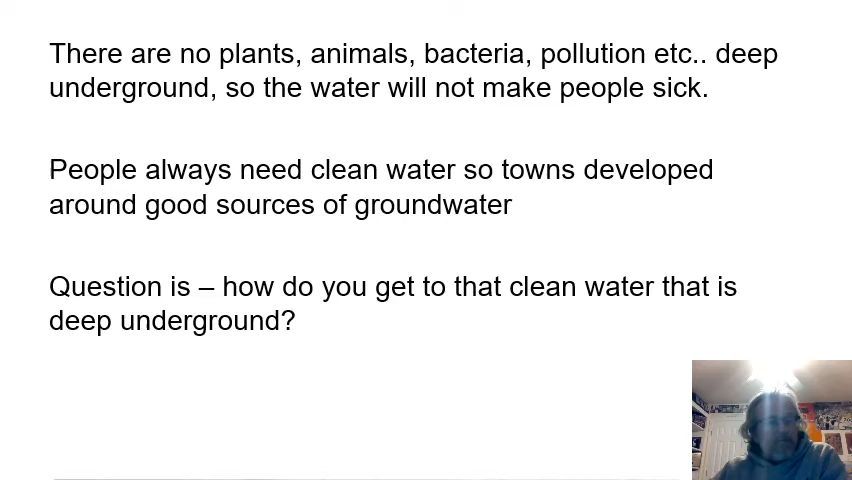 There are no plants, animals, bacteria, pollution etc.. deep
underground, so the water will not make people sick.
People always need clean water so towns developed
around good sources of groundwater
Question is – how do you get to that clean water that is
deep underground?